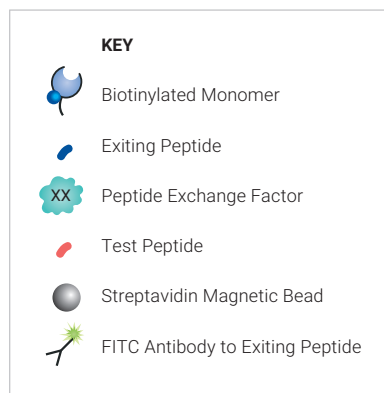 KEY
Biotinylated Monomer
Exiting Peptide
XX
Peptide Exchange Factor
Test Peptide
Streptavidin Magnetic Bead
FITC Antibody to Exiting Peptide